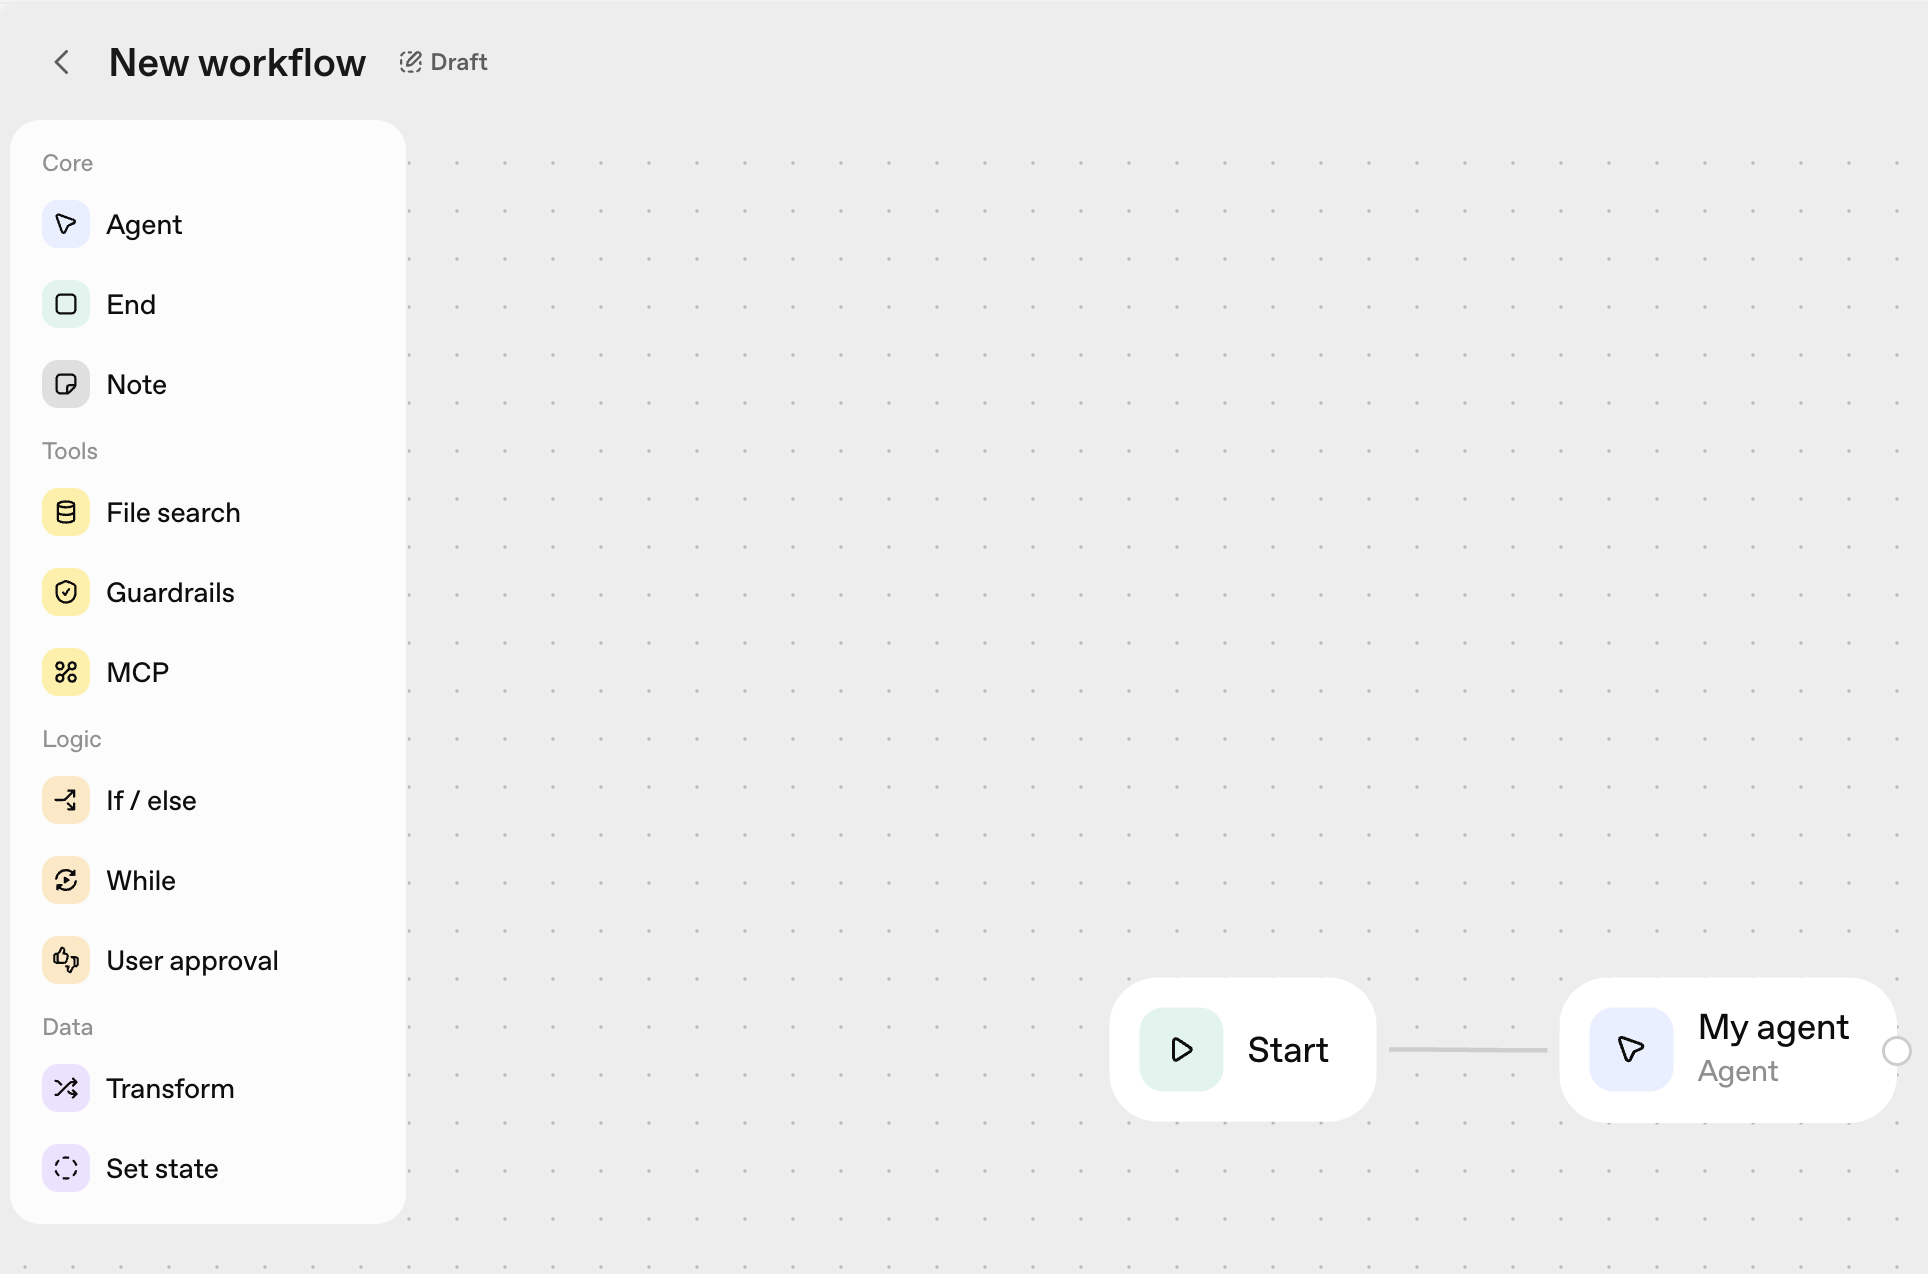 New workflow
Draft
Core
Agent
End
Note
Tools
File search
Guardrails
MCP
Logic
If / else
While
User approval
Data
Transform
Set state
Start
My agent
Agent